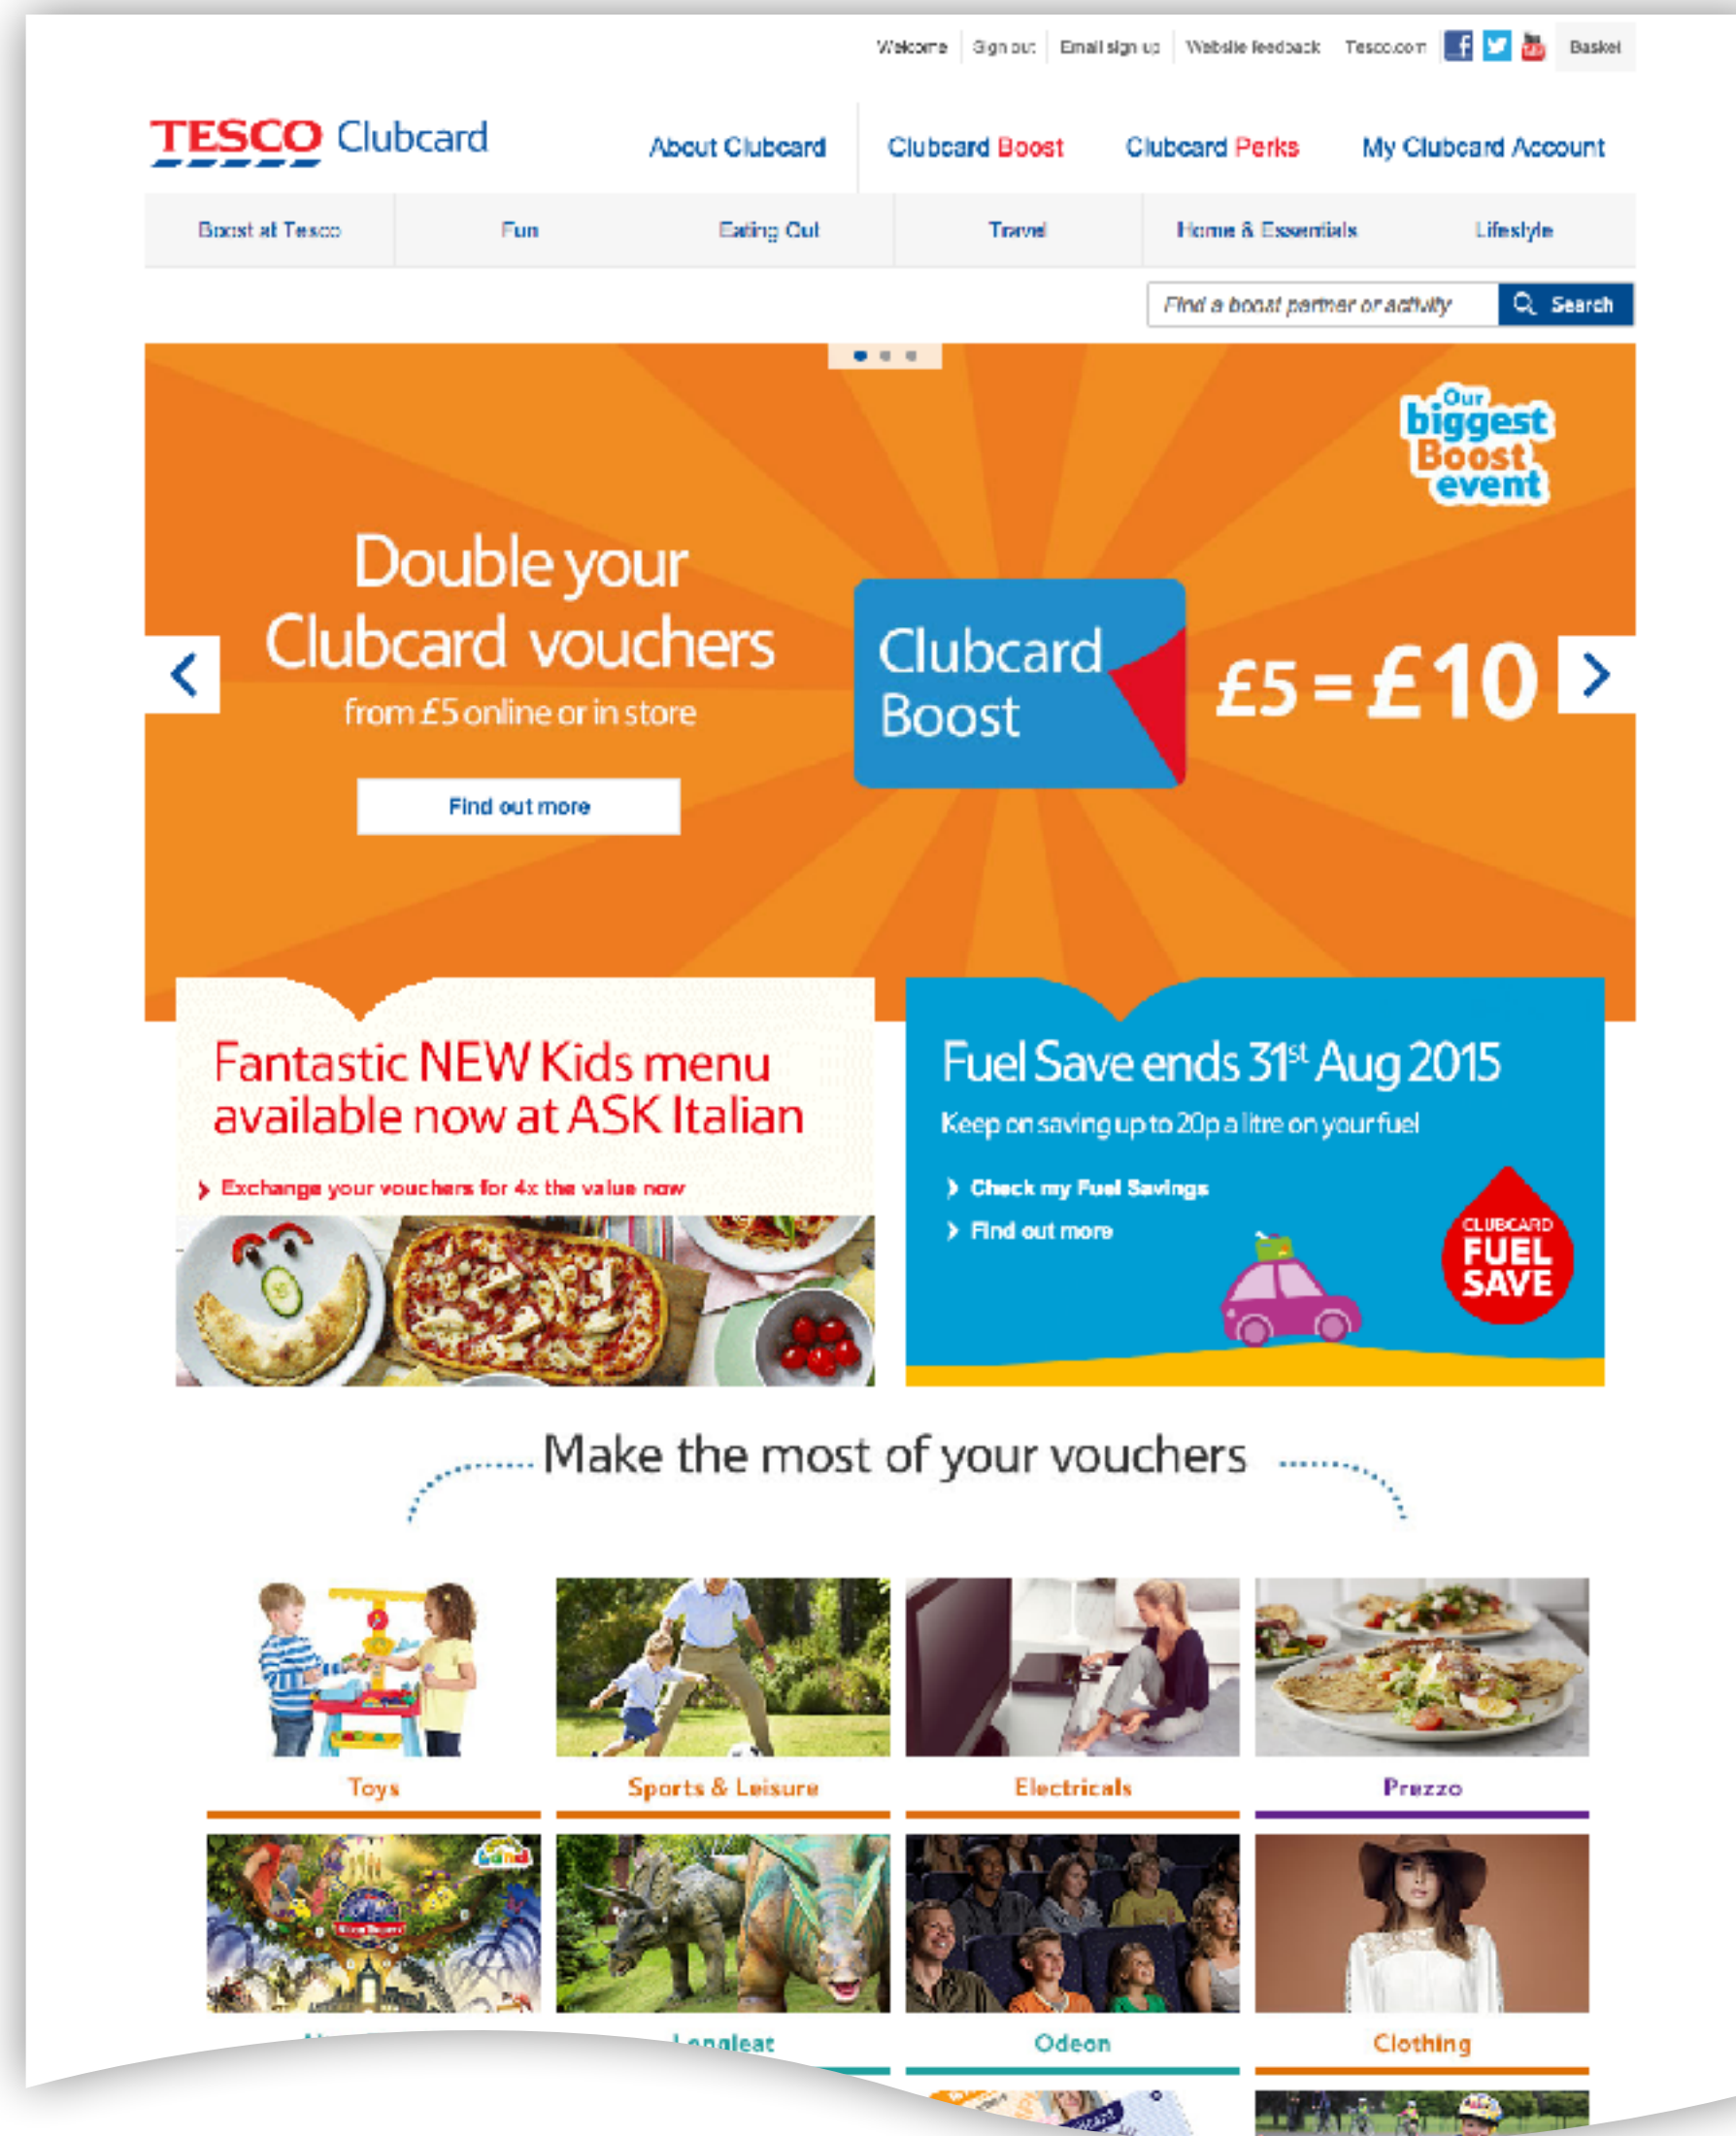 Welcome Sign out Email sign up Website feedback Tesco.com Basket
TESCO Clubcard
About Clubcard Clubcard Boost Clubcard Perks My Clubcard Account
Boost at Tesco Fun Eating Out Travel Home & Essentials Lifestyle
Find a boost partner or activity Search
Our
biggest
Boost
event
Double your
Clubcard vouchers
from £5 online or in store
Find out more
Clubcard
Boost
£5 = £10
Fantastic NEW Kids menu
available now at ASK Italian
Exchange your vouchers for 4x the value now
Fuel Save ends 31st Aug 2015
Keep on saving up to 20p a litre on your fuel
Check my Fuel Savings
Find out more
CLUBCARD
FUEL
SAVE
Make the most of your vouchers
Toys Sports & Leisure Electricals Prezzo
Land
Longleat Odeon Clothing